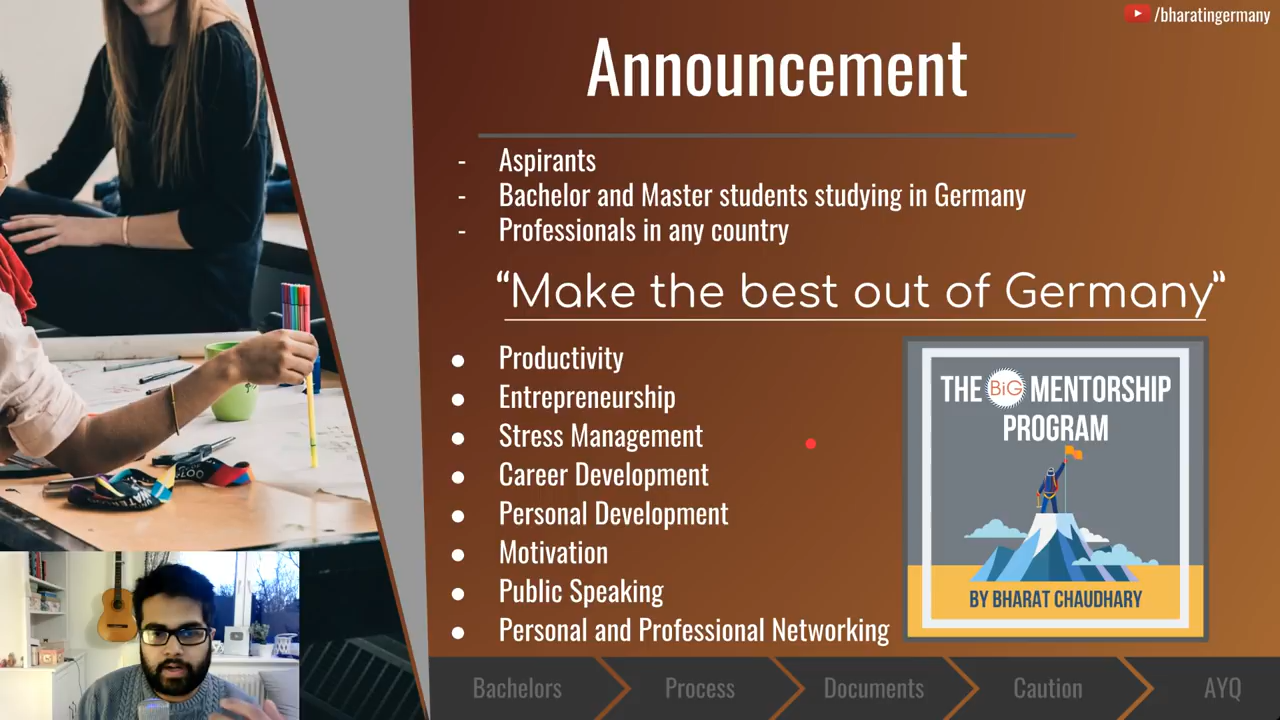 /bharatingermany
Announcement
- Aspirants
- Bachelor and Master students studying in Germany
- Professionals in any country
“Make the best out of Germany”
● Productivity
● Entrepreneurship
● Stress Management
● Career Development
● Personal Development
● Motivation
● Public Speaking
● Personal and Professional Networking
THE BiG MENTORSHIP
PROGRAM
BY BHARAT CHAUDHARY
Bachelors Process Documents Caution AYQ